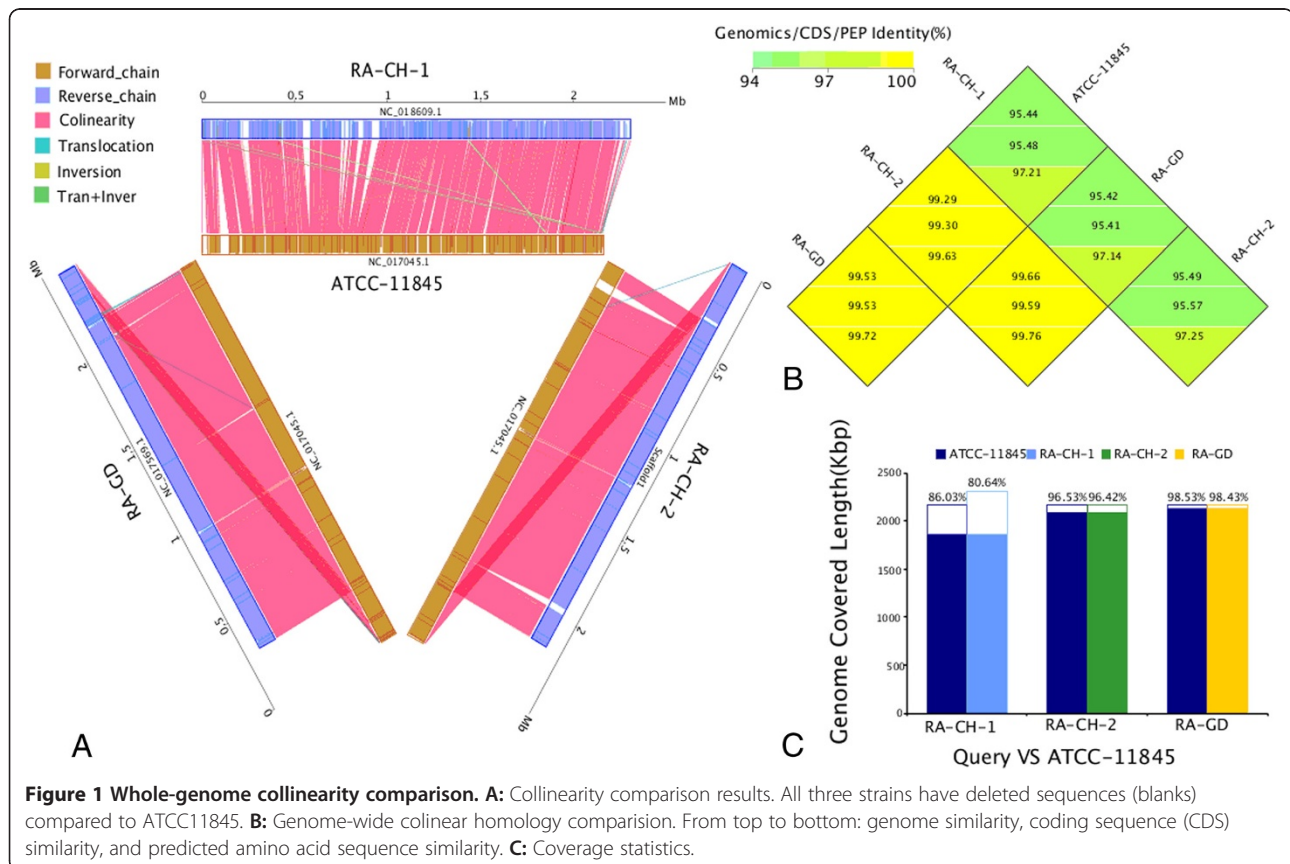 Forward_chain
Reverse_chain
Colinearity
Translocation
Inversion
Tran+Inver
RA-CH-1
0
0,5
1
1,5
2
Mb
NC_018609.1
NC_017045.1
ATCC-11845
Mb
2
1,5
1
0,5
0
NC_017569.1
RA-GD
NC_017045.1
NC_017045.1
Scaffold1
RA-CH-2
0
0,5
1
1,5
2
Mb
A
Genomics/CDS/PEP Identity(%)
94
97
100
RA-CH-1
ATCC-11845
RA-CH-2
RA-GD
RA-GD
RA-CH-2
95.44
95.48
97.21
99.29
99.30
99.63
95.42
95.41
97.14
99.53
99.53
99.72
99.66
99.59
99.76
95.49
95.57
97.25
B
ATCC-11845 RA-CH-1 RA-CH-2 RA-GD
Genome Covered Length(Kbp)
2500
2000
1500
1000
500
0
86.03% 80.64% 96.53% 96.42% 98.53% 98.43%
RA-CH-1 RA-CH-2 RA-GD
C
Query VS ATCC-11845
Figure 1 Whole-genome collinearity comparison. A: Collinearity comparison results. All three strains have deleted sequences (blanks)
compared to ATCC11845. B: Genome-wide colinear homology comparision. From top to bottom: genome similarity, coding sequence (CDS)
similarity, and predicted amino acid sequence similarity. C: Coverage statistics.